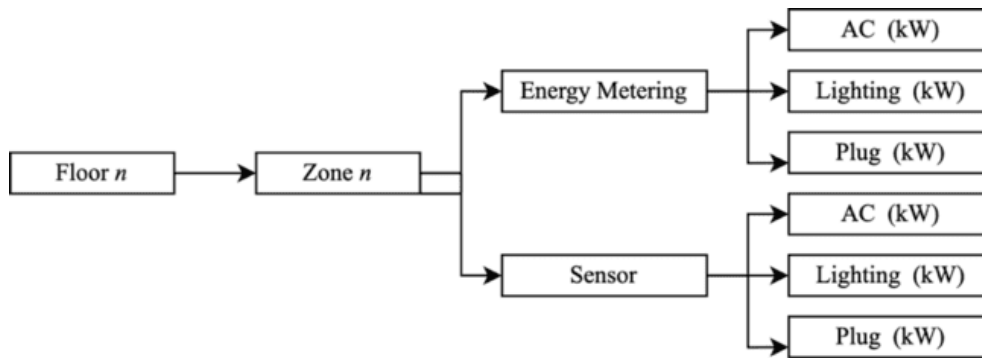 AC (kW)
Energy Metering
Lighting (kW)
Plug (kW)
Floor n
Zone n
AC (kW)
Sensor
Lighting (kW)
Plug (kW)